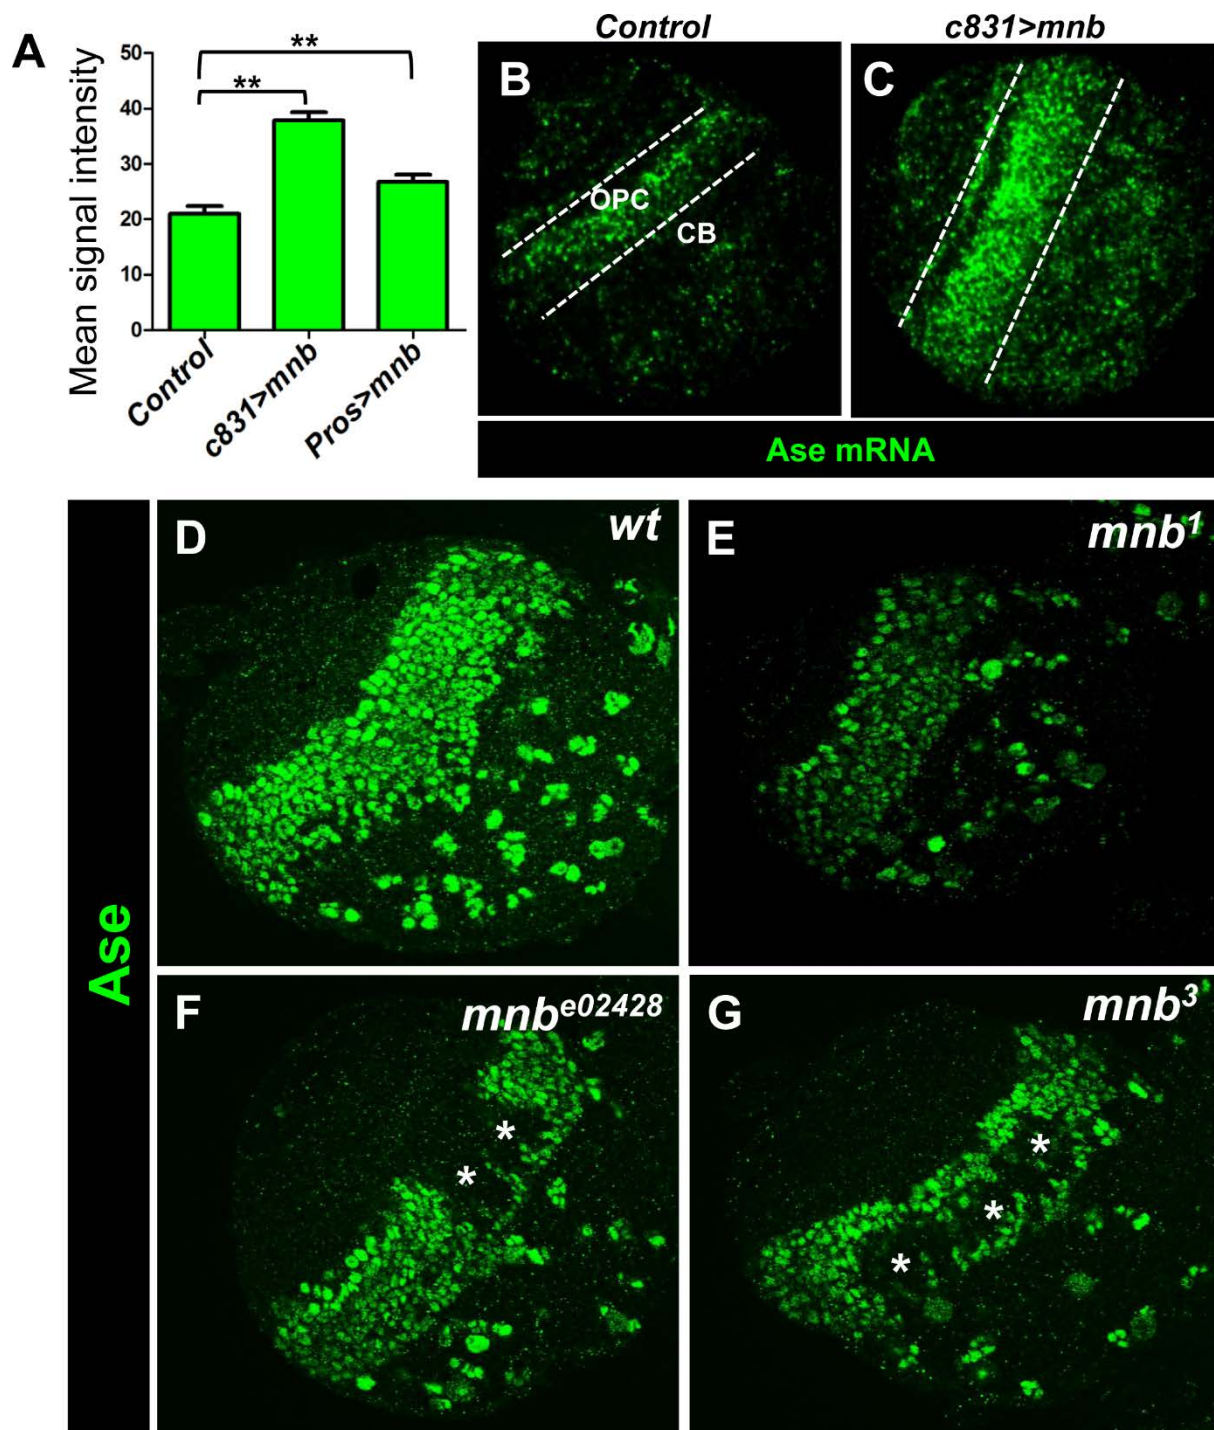 A
Mean signal intensity
50
40
30
20
10
0
**
**
Control
c831>mnb
Pros>mnb
Control
c831>mnb
B
OPC
CB
C
Ase mRNA
Ase
D
wt
E
mnb1
F
mnbe02428
*
*
G
mnb3
*
*
*